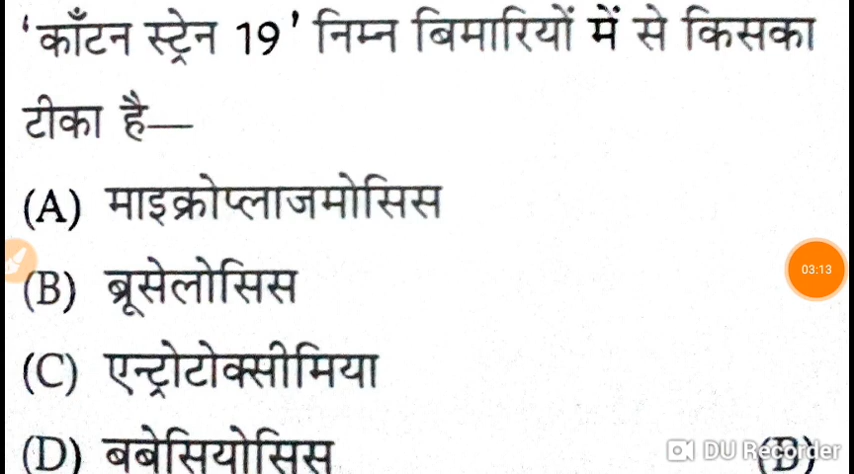 ‘काँटन स्ट्रेन 19’ निम्न बिमारियों में से किसका
टीका है—
(A) माइक्रोप्लाजमोसिस
(B) ब्रूसेलोसिस
(C) एन्ट्रोटोक्सीमिया
(D) बबेसियोसिस
03:13
DU Recorder